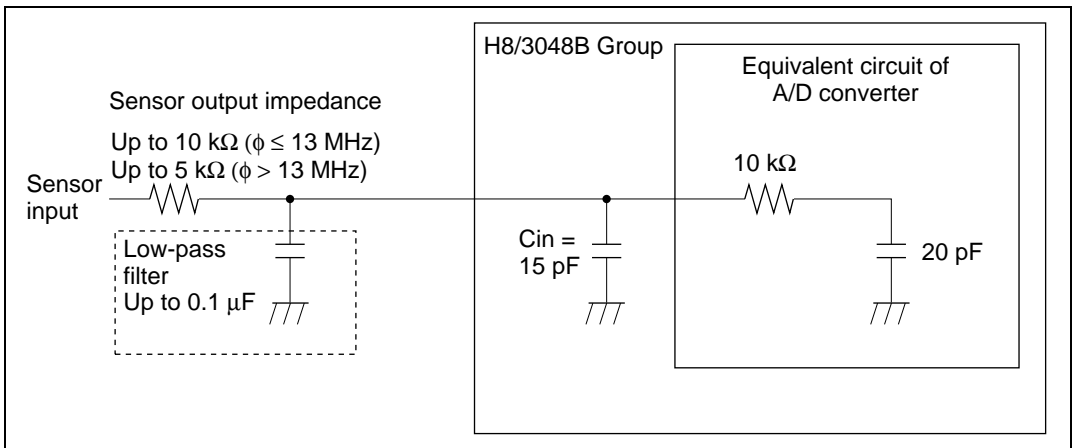 H8/3048B Group
Equivalent circuit of
A/D converter
Sensor output impedance
Up to 10 kΩ (ϕ ≤ 13 MHz)
Up to 5 kΩ (ϕ > 13 MHz)
Sensor
input
10 kΩ
Low-pass
filter
Up to 0.1 μF
Cin =
15 pF
20 pF